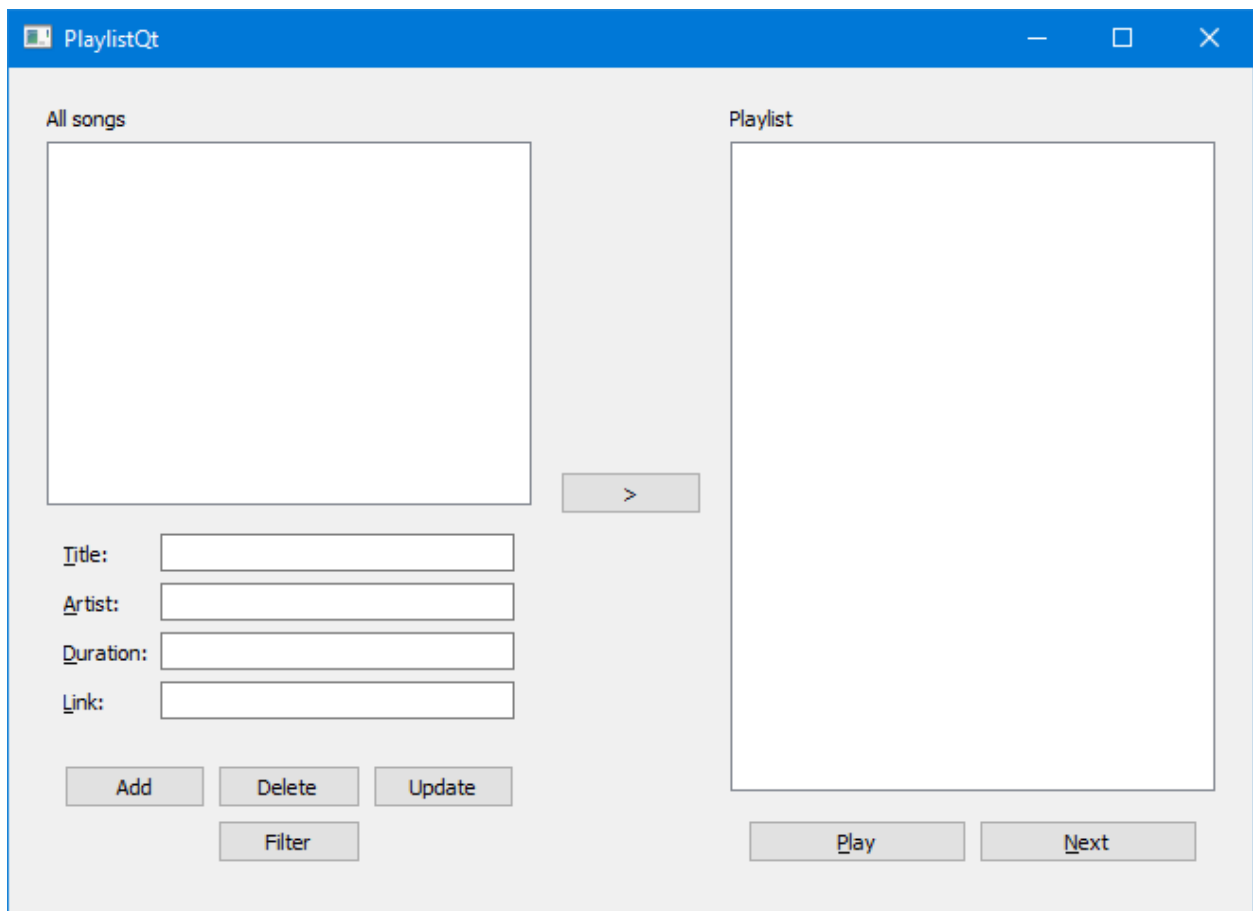 PlaylistQt
All songs
Playlist
>
Title:
Artist:
Duration:
Link:
Add Delete Update
Filter
Play Next